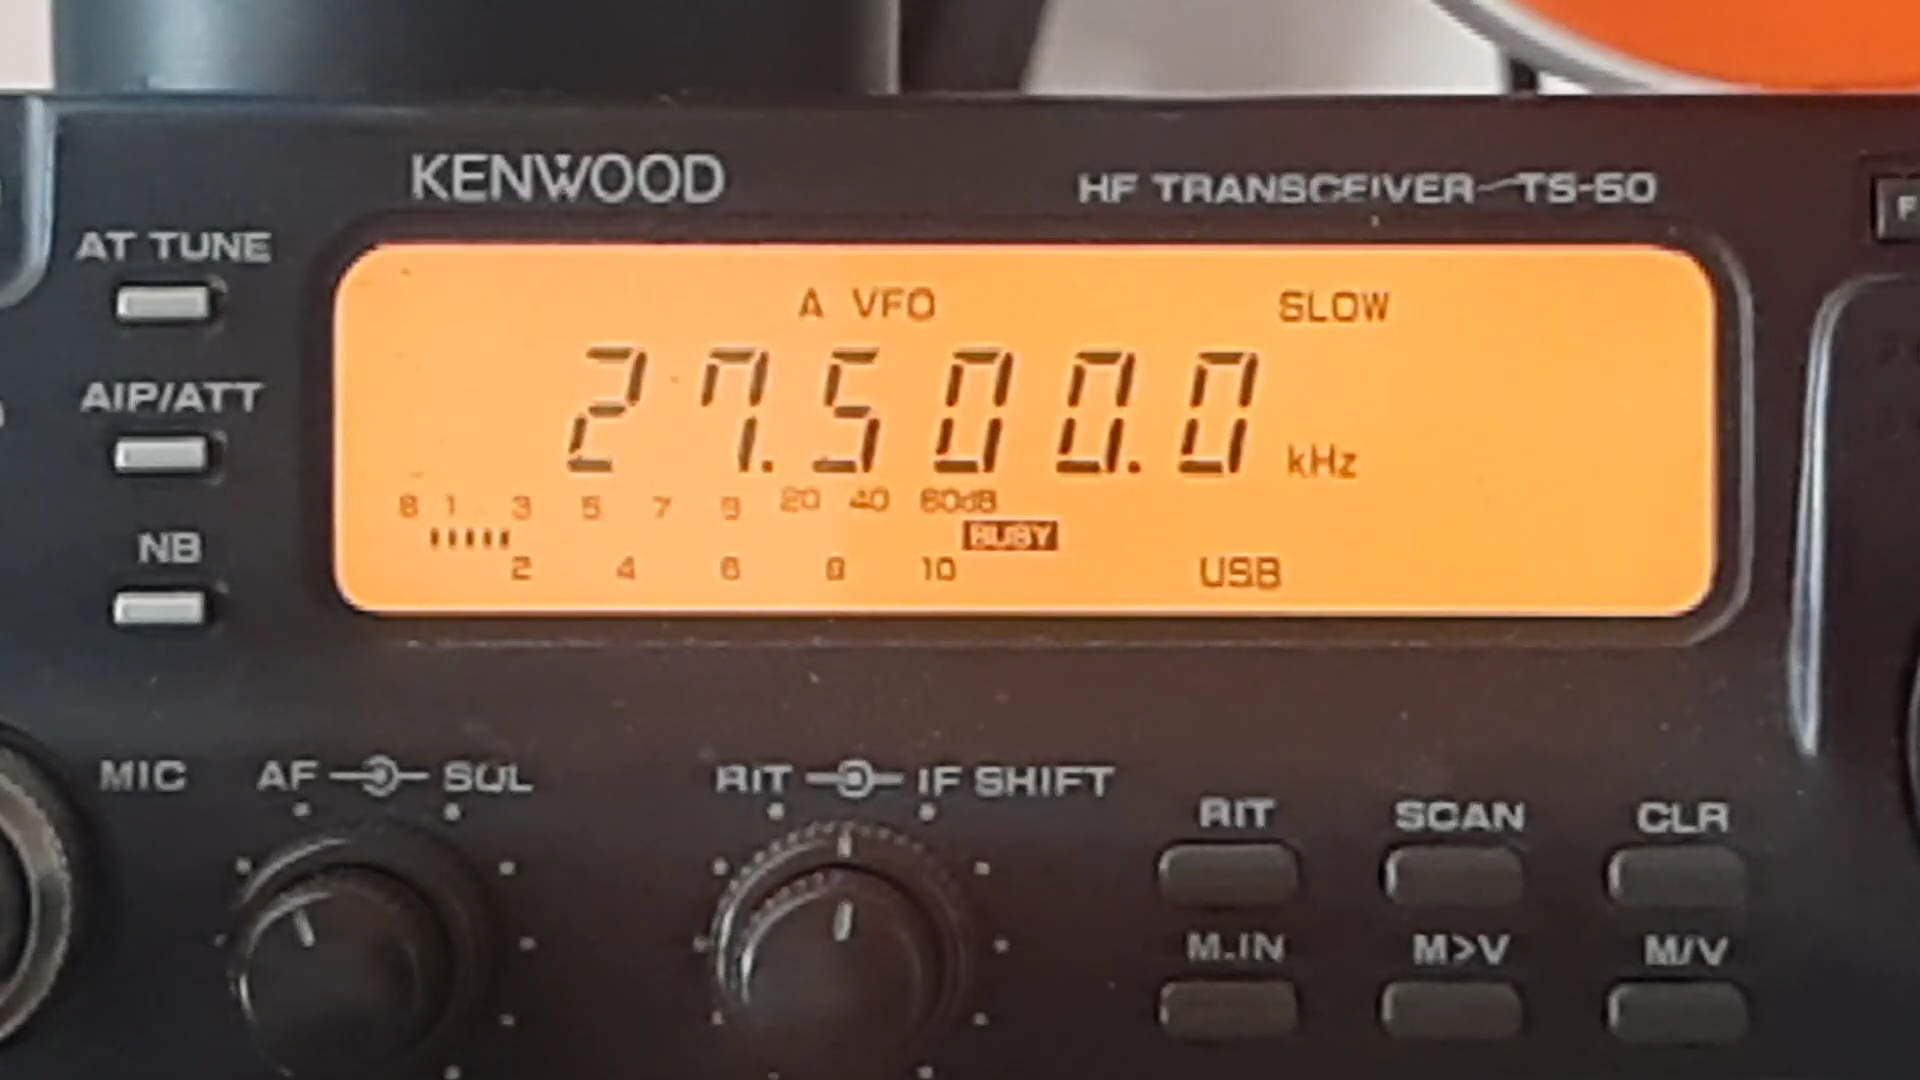 KENWOOD
HF TRANSCEIVER TS-50
AT TUNE
A VFO SLOW
27.500.0 kHz
AIP/ATT
S 1 3 5 7 9 20 40 60dB
BUSY
NB
2 4 6 8 10
USB
MIC AF SQL RIT IF SHIFT
RIT SCAN CLR
M.IN M>V M/V
F